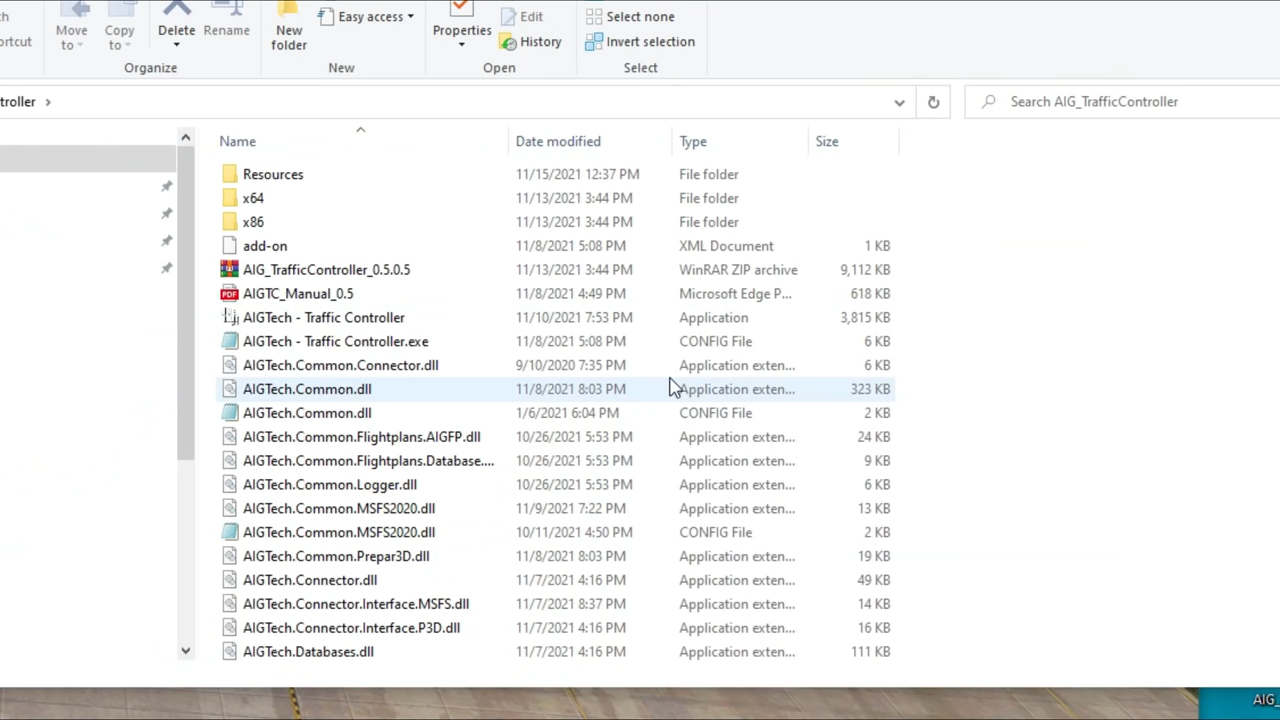 Move to
Copy to
Delete
Rename
New folder
Easy access
Properties
Edit
History
Select none
Invert selection
Organize
New
Open
Select
troller
Search AIG_TrafficController
Name Date modified Type Size
Resources 11/15/2021 12:37 PM File folder
x64 11/13/2021 3:44 PM File folder
x86 11/13/2021 3:44 PM File folder
add-on 11/8/2021 5:08 PM XML Document 1 KB
AIG_TrafficController_0.5.0.5 11/13/2021 3:44 PM WinRAR ZIP archive 9,112 KB
PDF AIGTC_Manual_0.5 11/8/2021 4:49 PM Microsoft Edge P... 618 KB
AIGTech - Traffic Controller 11/10/2021 7:53 PM Application 3,815 KB
AIGTech - Traffic Controller.exe 11/8/2021 5:08 PM CONFIG File 6 KB
AIGTech.Common.Connector.dll 9/10/2020 7:35 PM Application exten... 6 KB
AIGTech.Common.dll 11/8/2021 8:03 PM Application exten... 323 KB
AIGTech.Common.dll 1/6/2021 6:04 PM CONFIG File 2 KB
AIGTech.Common.Flightplans.AIGFP.dll 10/26/2021 5:53 PM Application exten... 24 KB
AIGTech.Common.Flightplans.Database.... 10/26/2021 5:53 PM Application exten... 9 KB
AIGTech.Common.Logger.dll 10/26/2021 5:53 PM Application exten... 6 KB
AIGTech.Common.MSFS2020.dll 11/9/2021 7:22 PM Application exten... 13 KB
AIGTech.Common.MSFS2020.dll 10/11/2021 4:50 PM CONFIG File 2 KB
AIGTech.Common.Prepar3D.dll 11/8/2021 8:03 PM Application exten... 19 KB
AIGTech.Connector.dll 11/7/2021 4:16 PM Application exten... 49 KB
AIGTech.Connector.Interface.MSFS.dll 11/7/2021 8:37 PM Application exten... 14 KB
AIGTech.Connector.Interface.P3D.dll 11/7/2021 4:16 PM Application exten... 16 KB
AIGTech.Databases.dll 11/7/2021 4:16 PM Application exten... 111 KB
AIG_